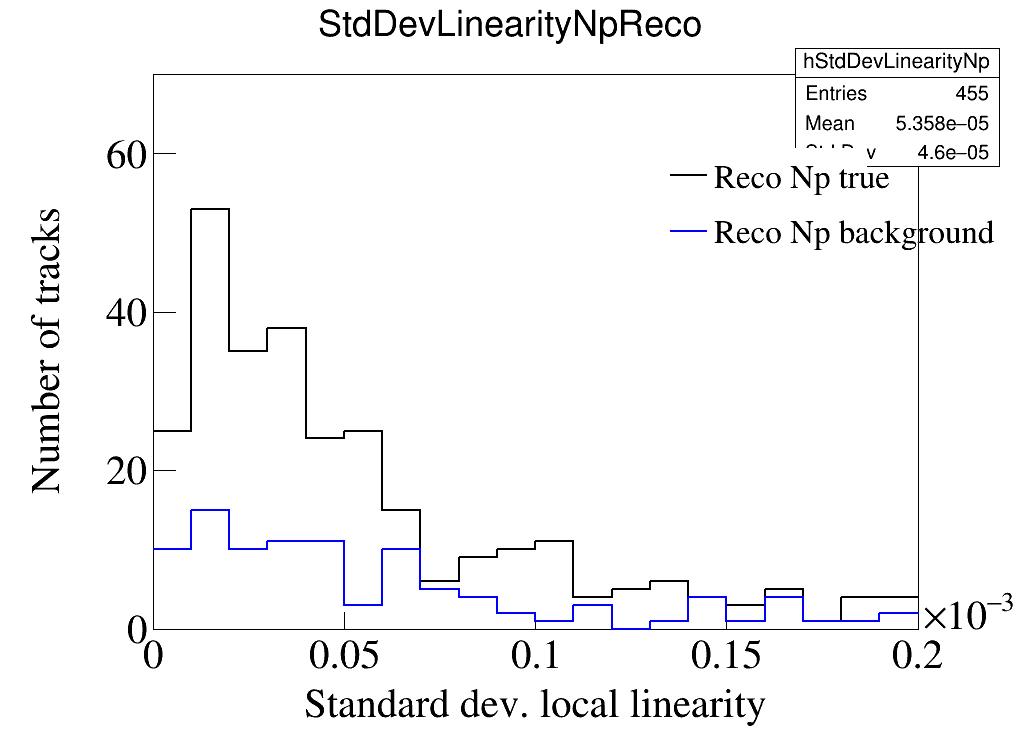 StdDevLinearityNpReco
hStdDevLinearityNp
Entries 455
Mean 5.358e−05
4.6e−05
Reco Np true
Reco Np background
Number of tracks
60
40
20
0
0 0.05 0.1 0.15 0.2
×10⁻³
Standard dev. local linearity